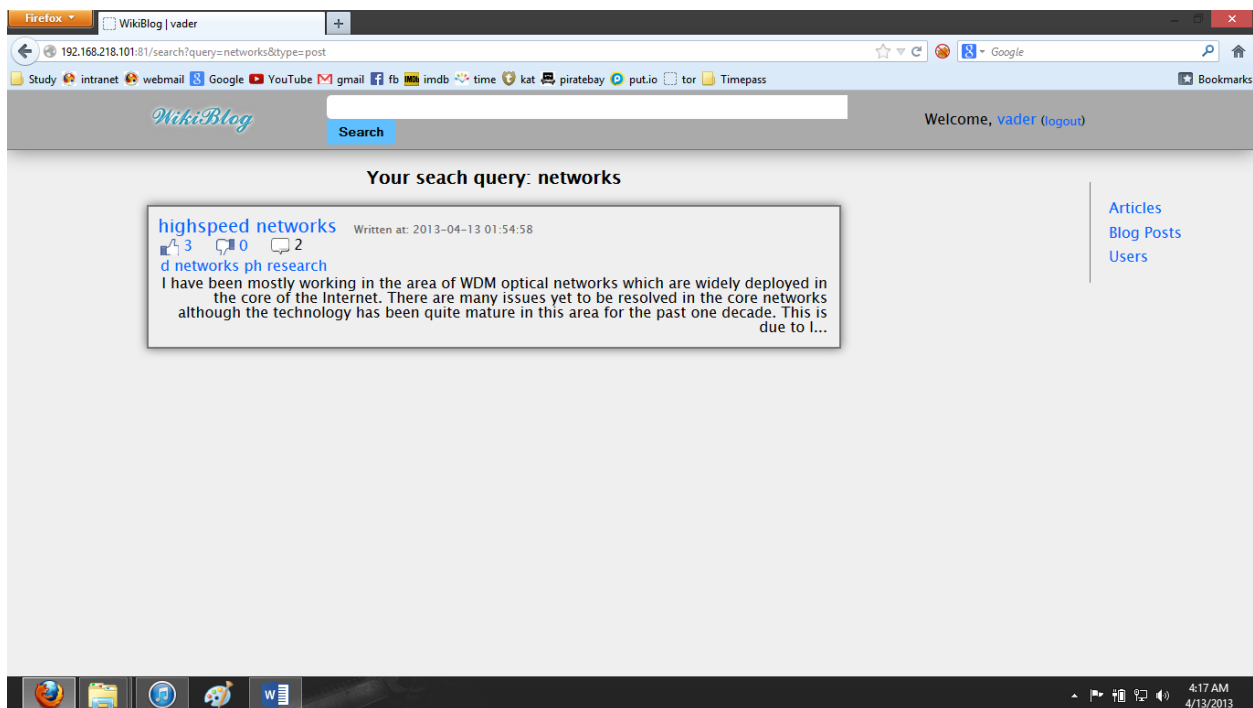 Firefox
WikiBlog | vader
+
192.168.218.101:81/search?query=networks&type=post
Google
Study intranet webmail Google YouTube gmail fb imdb time kat piratebay put.io tor Timepass Bookmarks
WikiBlog
Search
Welcome, vader (logout)
Your seach query: networks
highspeed networks Written at: 2013-04-13 01:54:58
3 0 2
d networks ph research
I have been mostly working in the area of WDM optical networks which are widely deployed in
the core of the Internet. There are many issues yet to be resolved in the core networks
although the technology has been quite mature in this area for the past one decade. This is
due to I...
Articles
Blog Posts
Users
4:17 AM
4/13/2013